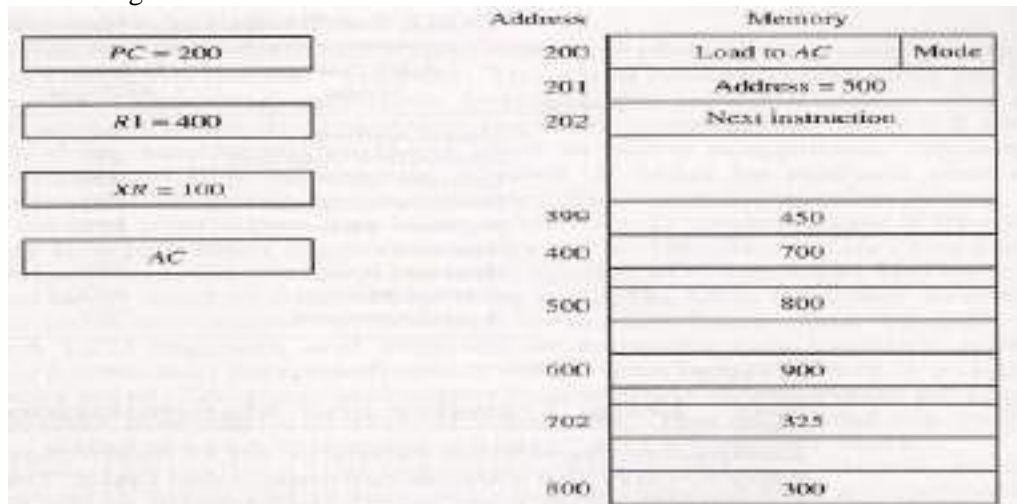 Address Memory
PC = 200
200 Load to AC Mode
201 Address = 500
R1 = 400
202 Next instruction
XR = 100
399 450
AC
400 700
500 800
600 900
702 325
800 300